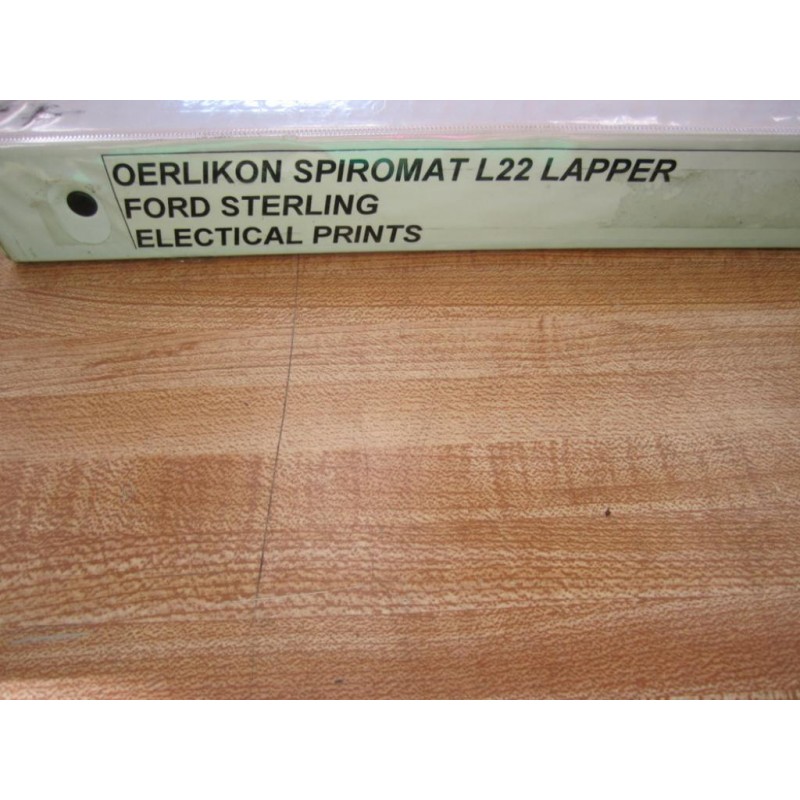 OERLIKON SPIROMAT L22 LAPPER
FORD STERLING
ELECTICAL PRINTS